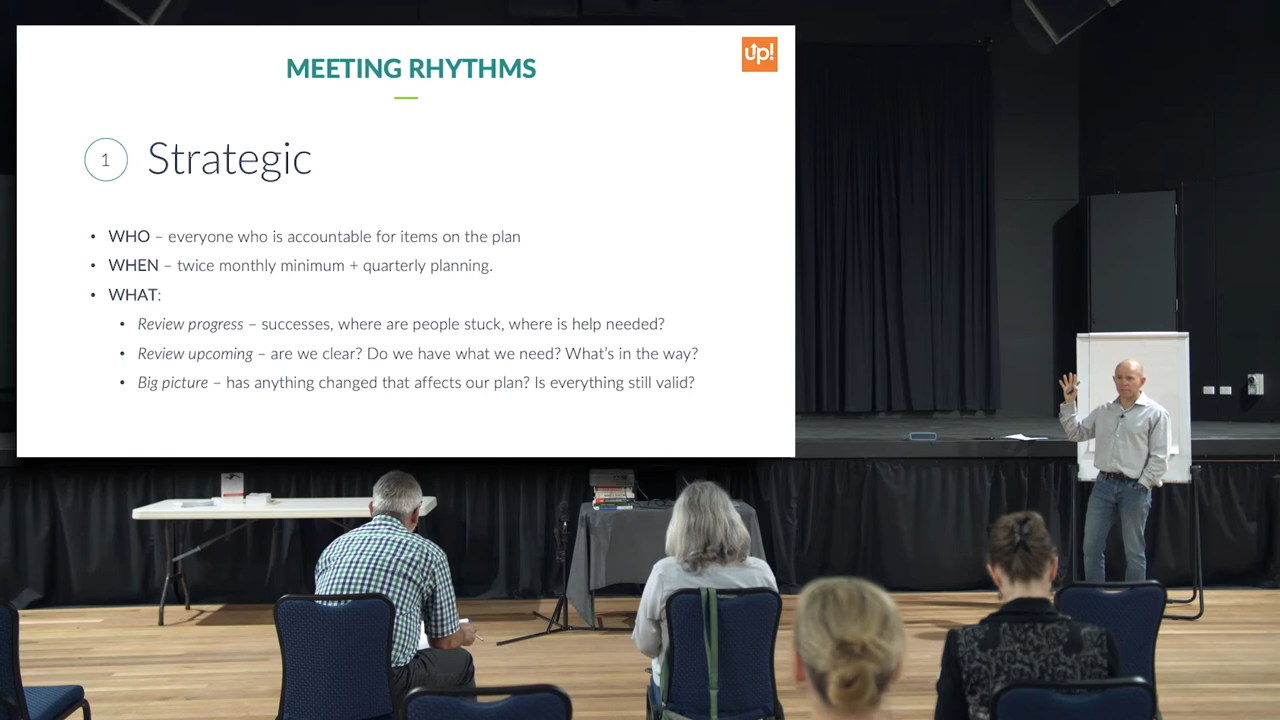 MEETING RHYTHMS
up!
1 Strategic
• WHO – everyone who is accountable for items on the plan
• WHEN – twice monthly minimum + quarterly planning.
• WHAT:
• Review progress – successes, where are people stuck, where is help needed?
• Review upcoming – are we clear? Do we have what we need? What's in the way?
• Big picture – has anything changed that affects our plan? Is everything still valid?